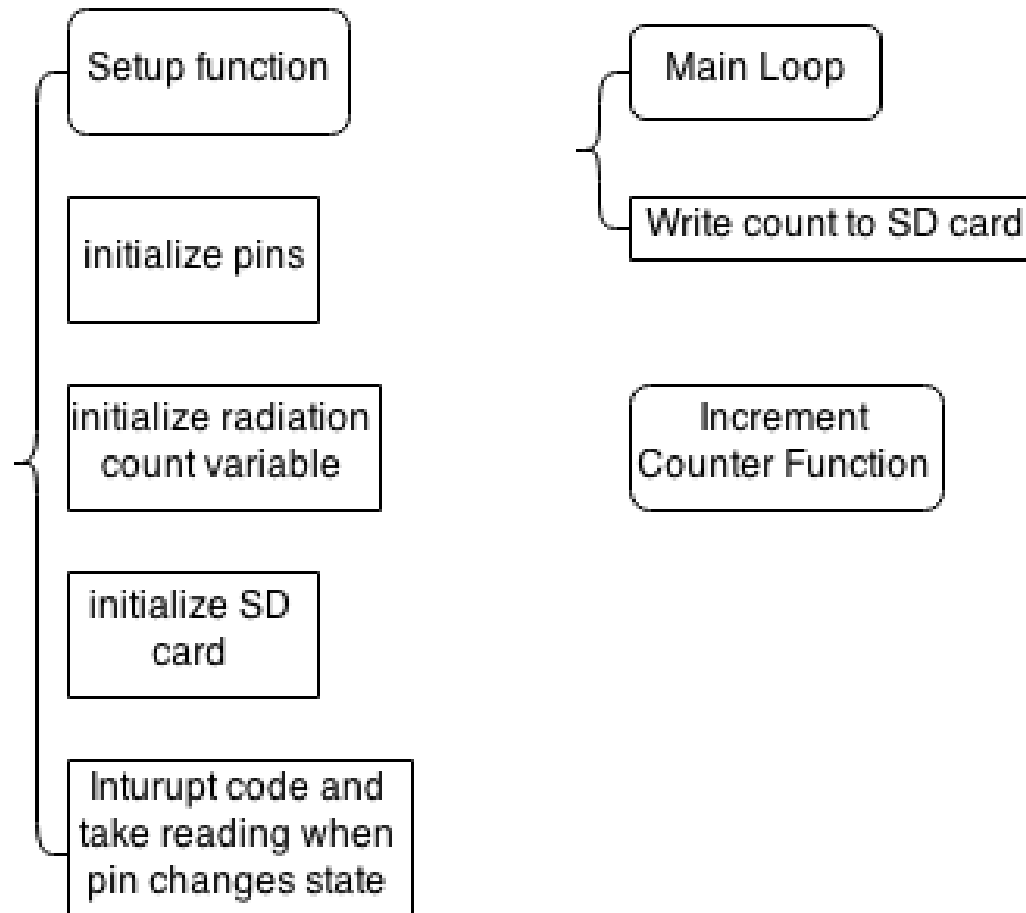 Setup function
initialize pins
initialize radiation
count variable
initialize SD
card
Inturupt code and
take reading when
pin changes state
Main Loop
Write count to SD card
Increment
Counter Function